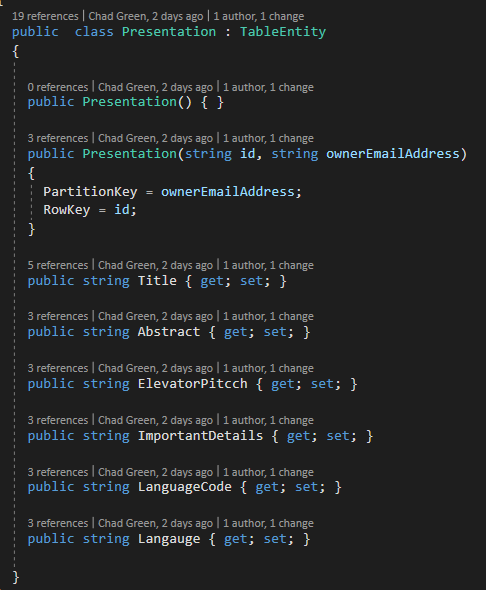 19 references | Chad Green, 2 days ago | 1 author, 1 change
public  class Presentation : TableEntity
{
0 references | Chad Green, 2 days ago | 1 author, 1 change
public Presentation() { }
3 references | Chad Green, 2 days ago | 1 author, 1 change
public Presentation(string id, string ownerEmailAddress)
{
PartitionKey = ownerEmailAddress;
RowKey = id;
}
5 references | Chad Green, 2 days ago | 1 author, 1 change
public string Title { get; set; }
3 references | Chad Green, 2 days ago | 1 author, 1 change
public string Abstract { get; set; }
3 references | Chad Green, 2 days ago | 1 author, 1 change
public string ElevatorPitcch { get; set; }
3 references | Chad Green, 2 days ago | 1 author, 1 change
public string ImportantDetails { get; set; }
3 references | Chad Green, 2 days ago | 1 author, 1 change
public string LanguageCode { get; set; }
3 references | Chad Green, 2 days ago | 1 author, 1 change
public string Langauge { get; set; }
}